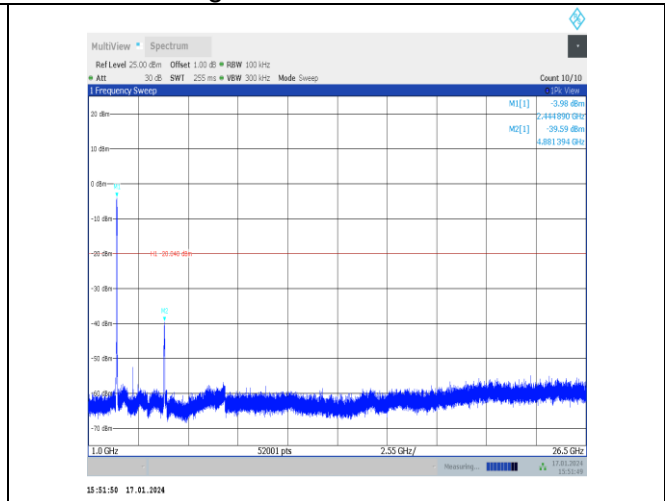 MultiView Spectrum
Ref Level 25.00 dBm Offset 1.00 dB RBW 100 kHz
Att 30 dB SWT 255 ms VBW 300 kHz Mode Sweep Count 10/10
1 Frequency Sweep 1Pk View
M1[1] -3.98 dBm
2.444890 GHz
M2[1] -39.59 dBm
4.881394 GHz
20 dBm
10 dBm
0 dBm
M1
-10 dBm
-20 dBm
-30 dBm
M2
-40 dBm
-50 dBm
-60 dBm
-70 dBm
1.0 GHz 52001 pts 2.55 GHz/ 26.5 GHz
Measuring... 17.01.2024
15:51:49
15:51:50 17.01.2024